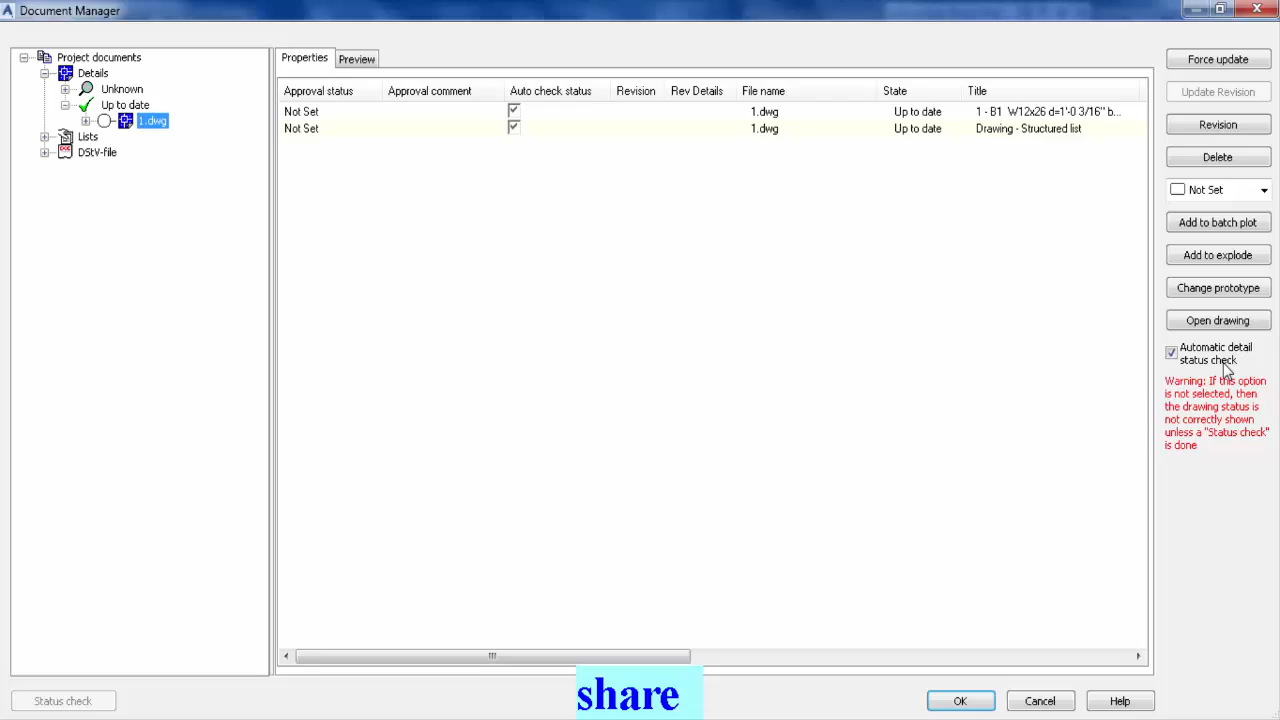 Document Manager
Project documents
Details
Unknown
Up to date
1.dwg
Lists
DStV-file
Properties
Preview
Approval status Approval comment Auto check status Revision Rev Details File name State Title
Not Set 1.dwg Up to date 1 - B1 W12x26 d=1'-0 3/16" b...
Not Set 1.dwg Up to date Drawing - Structured list
Force update
Update Revision
Revision
Delete
Not Set
Add to batch plot
Add to explode
Change prototype
Open drawing
Automatic detail
status check
Warning: If this option
is not selected, then
the drawing status is
not correctly shown
unless a "Status check"
is done
Status check
share
OK
Cancel
Help